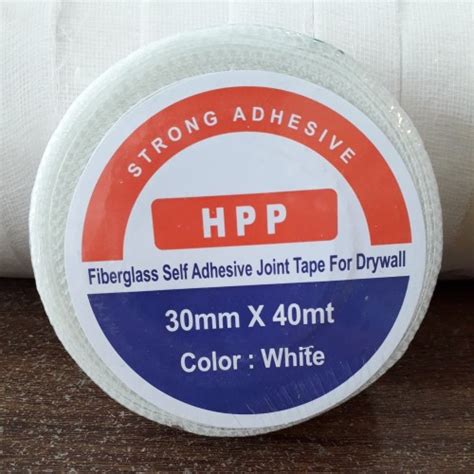 STRONG ADHESIVE
HPP
Fiberglass Self Adhesive Joint Tape For Drywall
30mm X 40mt
Color : White